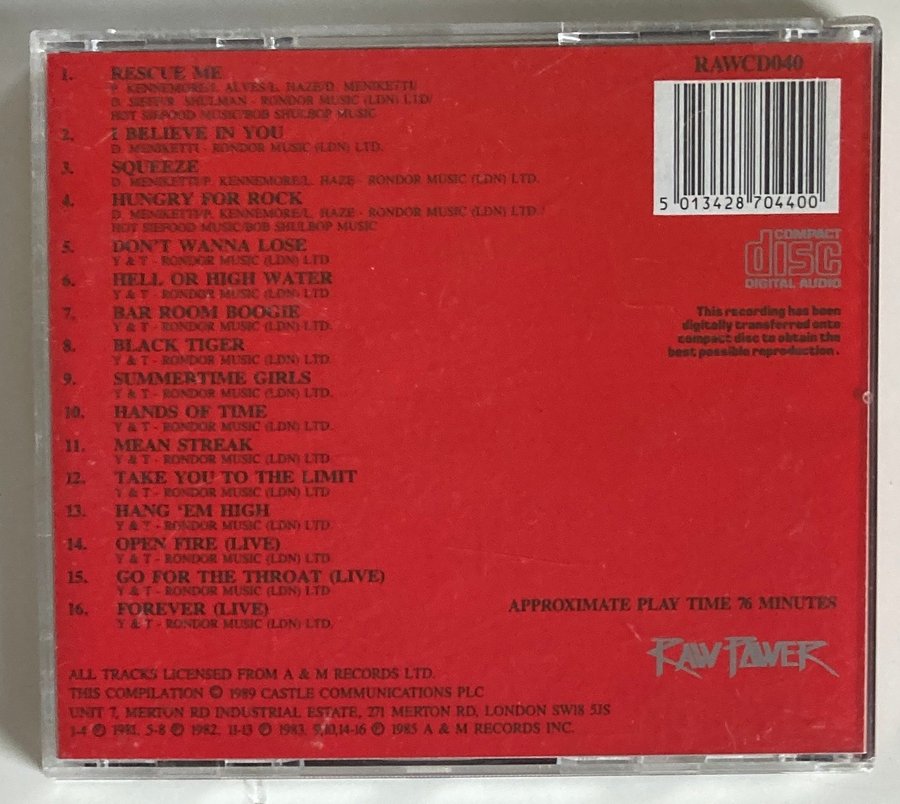 1. RESCUE ME
P. KENNEMORE/L. ALVES/L. HAZE/D. MENIKETTI/
D. SIEFF/R. SHULMAN - RONDOR MUSIC (LDN) LTD/
HOT SIEFOOD MUSIC/BOB SHULBOP MUSIC
2. I BELIEVE IN YOU
D. MENIKETTI - RONDOR MUSIC (LDN) LTD.
3. SQUEEZE
D. MENIKETTI/P. KENNEMORE/L. HAZE - RONDOR MUSIC (LDN) LTD.
4. HUNGRY FOR ROCK
D. MENIKETTI/P. KENNEMORE/L. HAZE - RONDOR MUSIC (LDN) LTD./
HOT SIEFOOD MUSIC/BOB SHULBOP MUSIC
5. DON'T WANNA LOSE
Y & T - RONDOR MUSIC (LDN) LTD
6. HELL OR HIGH WATER
Y & T - RONDOR MUSIC (LDN) LTD
7. BAR ROOM BOOGIE
Y & T - RONDOR MUSIC (LDN) LTD.
8. BLACK TIGER
Y & T - RONDOR MUSIC (LDN) LTD.
9. SUMMERTIME GIRLS
Y & T - RONDOR MUSIC (LDN) LTD.
10. HANDS OF TIME
Y & T - RONDOR MUSIC (LDN) LTD.
11. MEAN STREAK
Y & T - RONDOR MUSIC (LDN) LTD.
12. TAKE YOU TO THE LIMIT
Y & T - RONDOR MUSIC (LDN) LTD
13. HANG 'EM HIGH
Y & T - RONDOR MUSIC (LDN) LTD
14. OPEN FIRE (LIVE)
Y & T - RONDOR MUSIC (LDN) LTD
15. GO FOR THE THROAT (LIVE)
Y & T - RONDOR MUSIC (LDN) LTD
16. FOREVER (LIVE)
Y & T - RONDOR MUSIC (LDN) LTD.
RAWCD040
5 013428 704400
COMPACT
disc
DIGITAL AUDIO
This recording has been
digitally transferred onto
compact disc to obtain the
best possible reproduction.
APPROXIMATE PLAY TIME 76 MINUTES
RAW POWER
ALL TRACKS LICENSED FROM A & M RECORDS LTD.
THIS COMPILATION © 1989 CASTLE COMMUNICATIONS PLC
UNIT 7, MERTON RD INDUSTRIAL ESTATE, 271 MERTON RD, LONDON SW18 5JS
1-4 ℗ 1981, 5-8 ℗ 1982, 11-13 ℗ 1983, 9,10,14-16 ℗ 1985 A & M RECORDS INC.